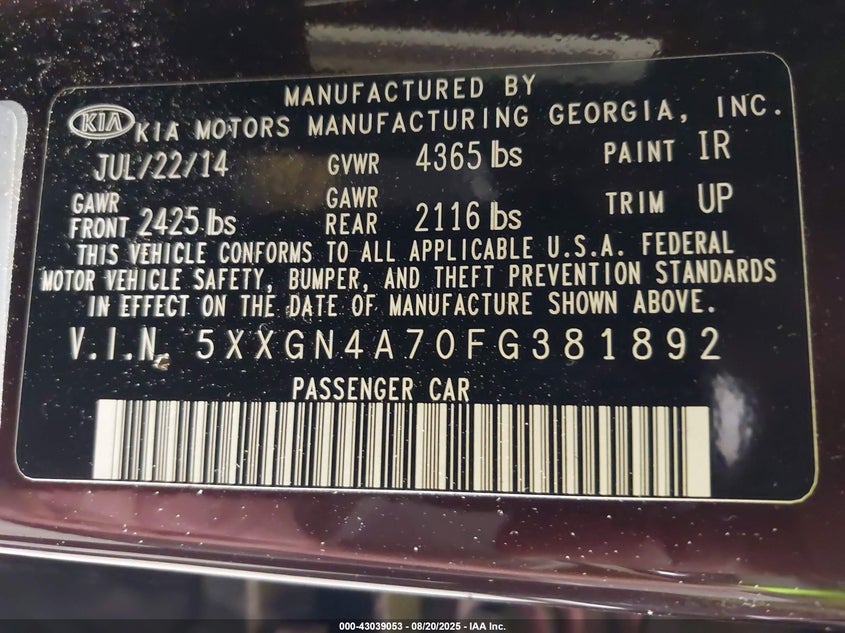 MANUFACTURED BY
KIA KIA MOTORS MANUFACTURING GEORGIA, INC.
JUL/22/14 GVWR 4365 lbs PAINT IR
GAWR FRONT 2425 lbs GAWR REAR 2116 lbs TRIM UP
THIS VEHICLE CONFORMS TO ALL APPLICABLE U.S.A. FEDERAL
MOTOR VEHICLE SAFETY, BUMPER, AND THEFT PREVENTION STANDARDS
IN EFFECT ON THE DATE OF MANUFACTURE SHOWN ABOVE.
V.I.N. 5XXGN4A70FG381892
PASSENGER CAR
000-43039053 - 08/20/2025 - IAA Inc.